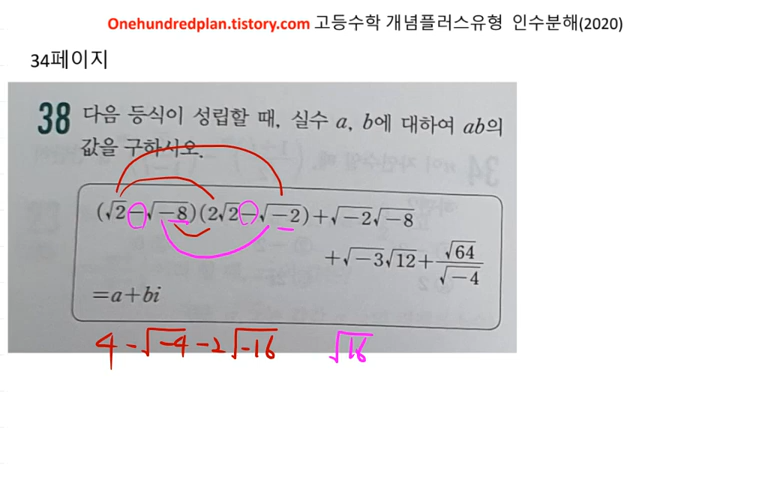 Onehundredplan.tistory.com 고등수학 개념플러스유형 인수분해(2020)
34페이지
38 다음 등식이 성립할 때, 실수 a, b에 대하여 ab의
값을 구하시오.
(√2-√-8)(2√2-√-2)+√-2√-8
+√-3√12+√64/√-4
=a+bi
4-√-4-2√-16 √16